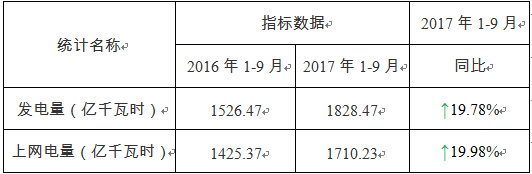 统计名称 指标数据 2017 年 1-9 月
2016 年 1-9 月 2017 年 1-9 月 同比
发电量（亿千瓦时） 1526.47 1828.47 ↑19.78%
上网电量（亿千瓦时） 1425.37 1710.23 ↑19.98%